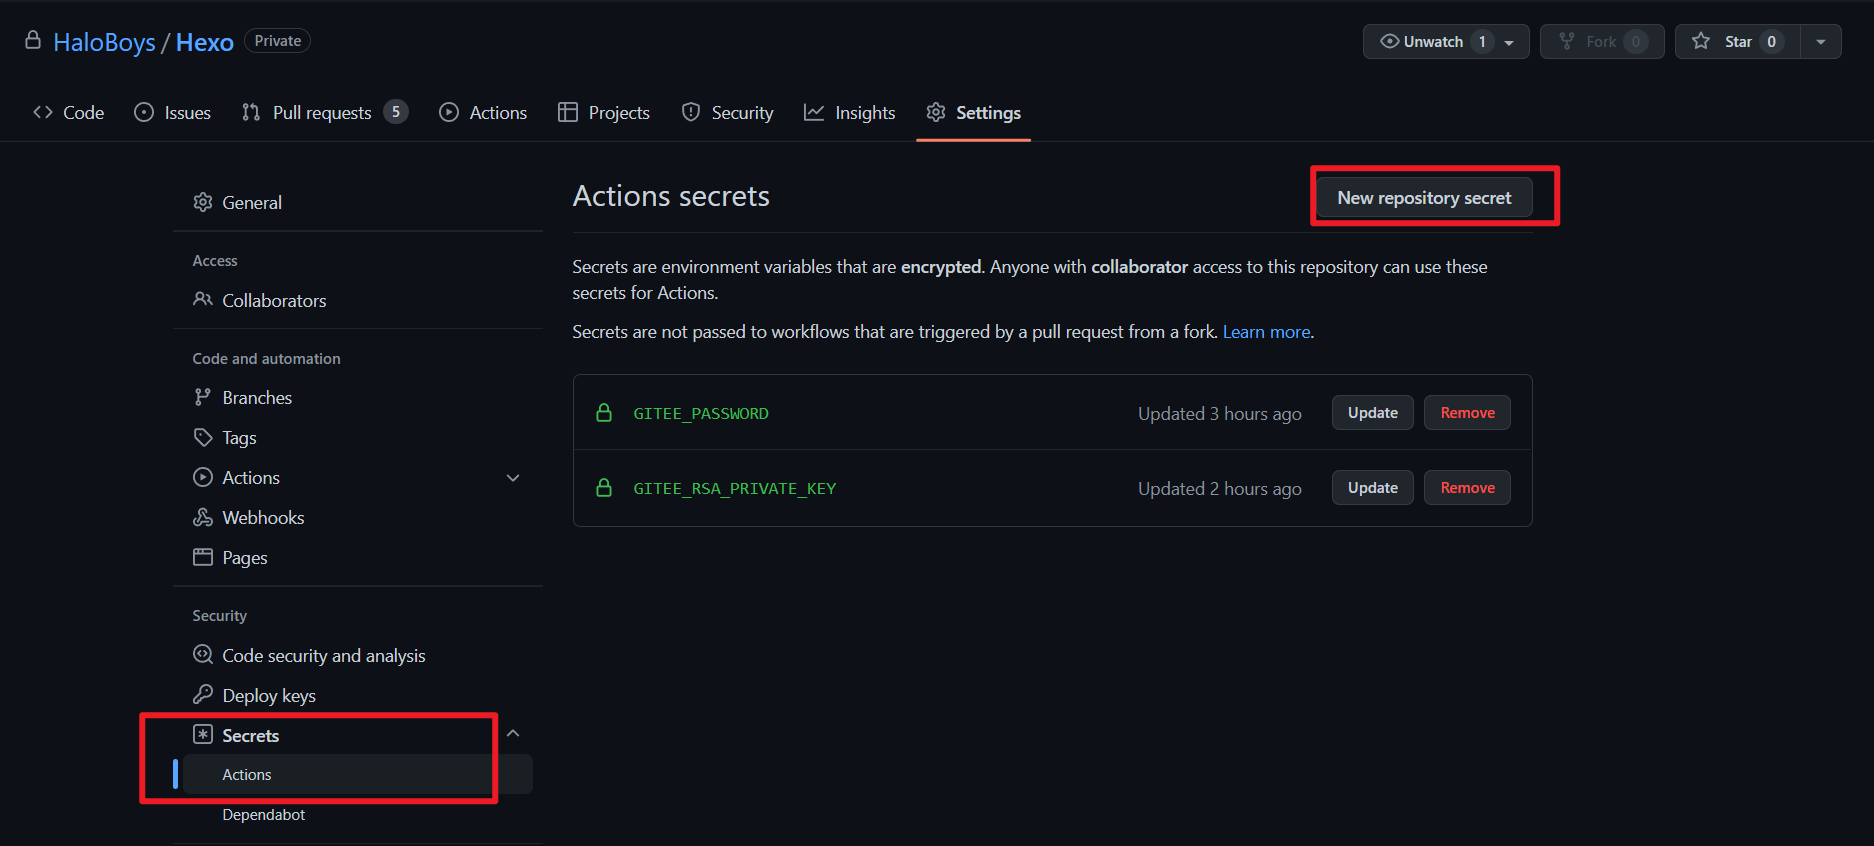 HaloBoys / Hexo Private
Unwatch 1 Fork 0 Star 0
Code Issues Pull requests 5 Actions Projects Security Insights Settings
General
Access
Collaborators
Code and automation
Branches
Tags
Actions
Webhooks
Pages
Security
Code security and analysis
Deploy keys
Secrets
Actions
Dependabot
Actions secrets
New repository secret
Secrets are environment variables that are encrypted. Anyone with collaborator access to this repository can use these
secrets for Actions.
Secrets are not passed to workflows that are triggered by a pull request from a fork. Learn more.
GITEE_PASSWORD Updated 3 hours ago Update Remove
GITEE_RSA_PRIVATE_KEY Updated 2 hours ago Update Remove